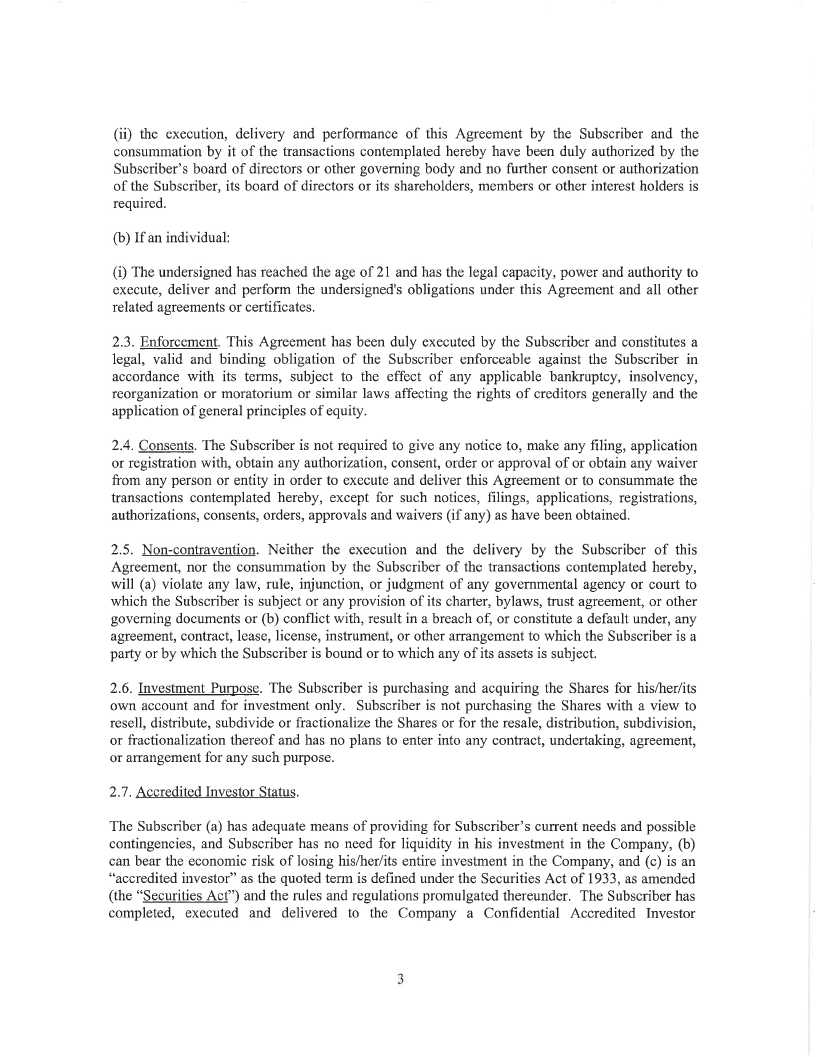 (ii) the execution, delivery and performance of this Agreement by the Subscriber and the
consummation by it of the transactions contemplated hereby have been duly authorized by the
Subscriber's board of directors or other governing body and no further consent or authorization
of the Subscriber, its board of directors or its shareholders, members or other interest holders is
required.
(b) If an individual:
(i) The undersigned has reached the age of 21 and has the legal capacity, power and authority to
execute, deliver and perform the undersigned's obligations under this Agreement and all other
related agreements or certificates.
2.3. Enforcement. This Agreement has been duly executed by the Subscriber and constitutes a
legal, valid and binding obligation of the Subscriber enforceable against the Subscriber in
accordance with its terms, subject to the effect of any applicable bankruptcy, insolvency,
reorganization or moratorium or similar laws affecting the rights of creditors generally and the
application of general principles of equity.
2.4. Consents. The Subscriber is not required to give any notice to, make any filing, application
or registration with, obtain any authorization, consent, order or approval of or obtain any waiver
from any person or entity in order to execute and deliver this Agreement or to consummate the
transactions contemplated hereby, except for such notices, filings, applications, registrations,
authorizations, consents, orders, approvals and waivers (if any) as have been obtained.
2.5. Non-contravention. Neither the execution and the delivery by the Subscriber of this
Agreement, nor the consummation by the Subscriber of the transactions contemplated hereby,
will (a) violate any law, rule, injunction, or judgment of any governmental agency or court to
which the Subscriber is subject or any provision of its charter, bylaws, trust agreement, or other
governing documents or (b) conflict with, result in a breach of, or constitute a default under, any
agreement, contract, lease, license, instrument, or other arrangement to which the Subscriber is a
party or by which the Subscriber is bound or to which any of its assets is subject.
2.6. Investment Purpose. The Subscriber is purchasing and acquiring the Shares for his/her/its
own account and for investment only. Subscriber is not purchasing the Shares with a view to
resell, distribute, subdivide or fractionalize the Shares or for the resale, distribution, subdivision,
or fractionalization thereof and has no plans to enter into any contract, undertaking, agreement,
or arrangement for any such purpose.
2.7. Accredited Investor Status.
The Subscriber (a) has adequate means of providing for Subscriber's current needs and possible
contingencies, and Subscriber has no need for liquidity in his investment in the Company, (b)
can bear the economic risk of losing his/her/its entire investment in the Company, and (c) is an
“accredited investor” as the quoted term is defined under the Securities Act of 1933, as amended
(the “Securities Act”) and the rules and regulations promulgated thereunder. The Subscriber has
completed, executed and delivered to the Company a Confidential Accredited Investor
3